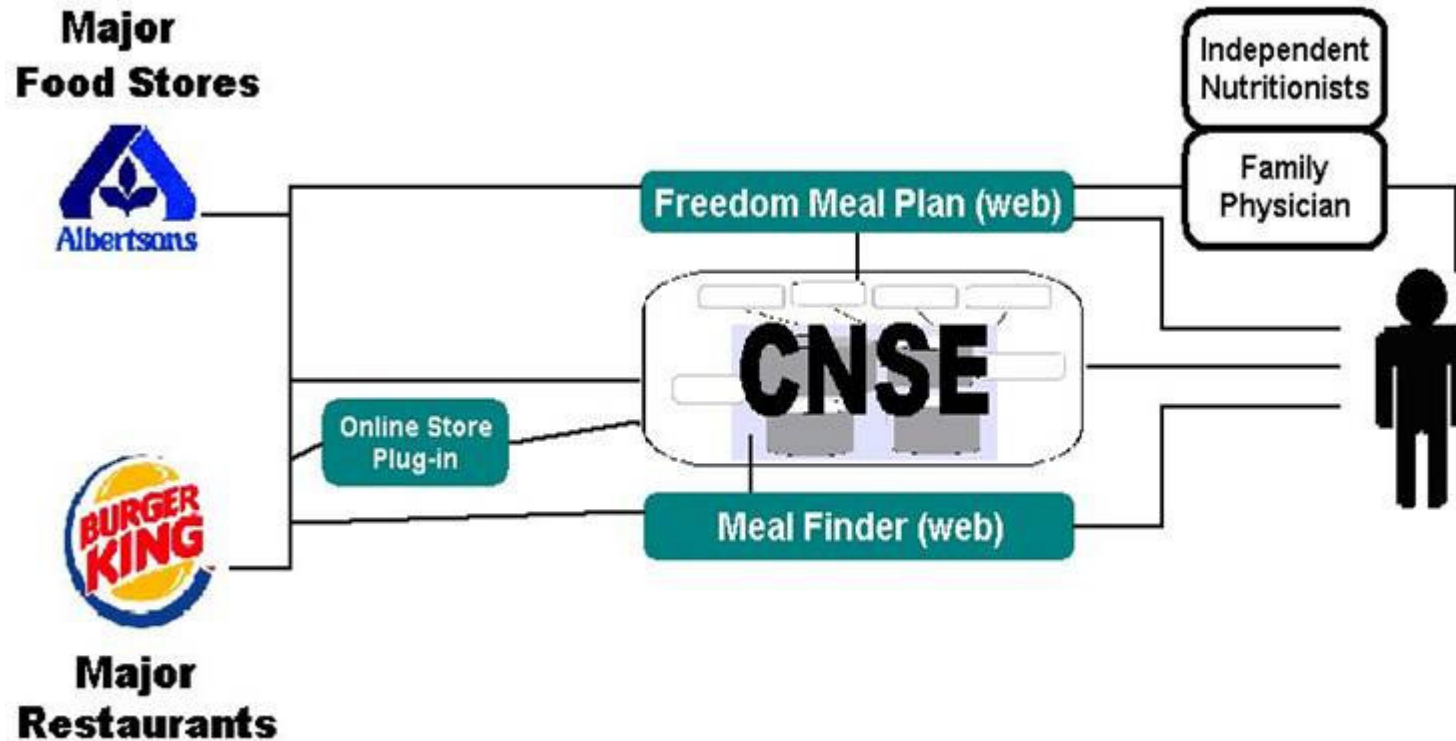 Major
Food Stores
Albertsons
Independent
Nutritionists
Family
Physician
Freedom Meal Plan (web)
CNSE
Online Store
Plug-in
BURGER
KING
Meal Finder (web)
Major
Restaurants